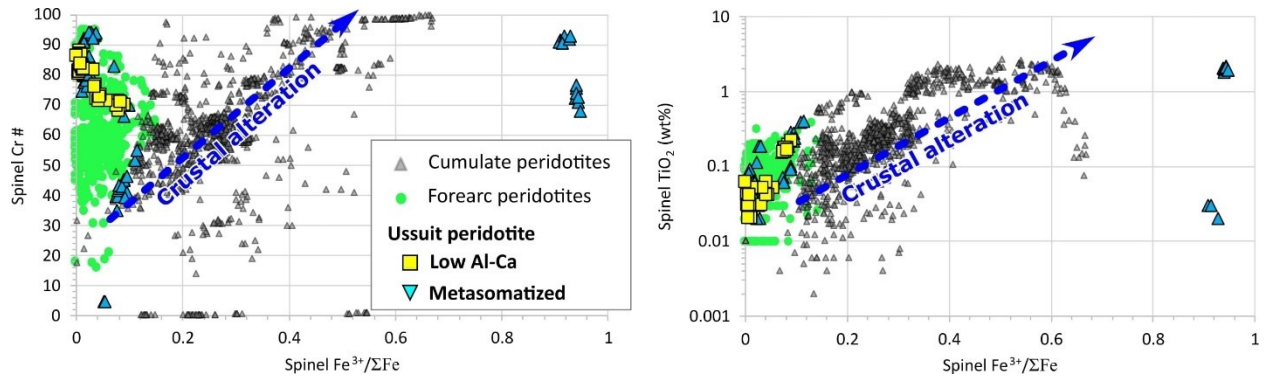 100
90
80
70
60
50
40
30
20
10
0
Spinel Cr #
0
0.2
0.4
0.6
0.8
1
Spinel Fe³⁺/ΣFe
Crustal alteration
Cumulate peridotites
Forearc peridotites
Ussuit peridotite
Low Al-Ca
Metasomatized
10
1
0.1
0.01
0.001
Spinel TiO₂ (wt%)
0
0.2
0.4
0.6
0.8
1
Spinel Fe³⁺/ΣFe
Crustal alteration